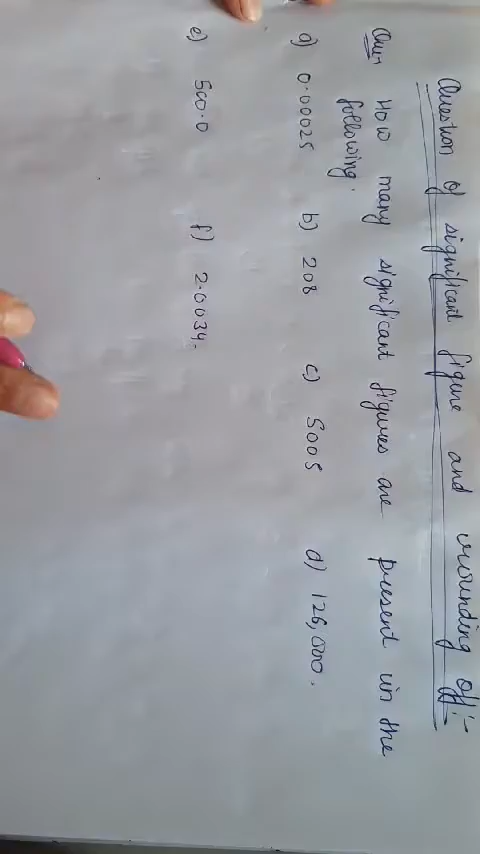 Question of significant figure and rounding off:-
Que:- How many significant figures are present in the
following.
a) 0.00025 b) 208 c) 5005 d) 126,000.
e) 500.0 f) 2.0034.